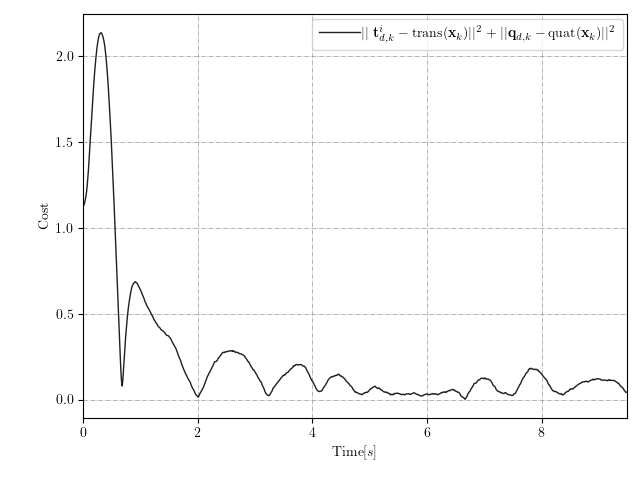 || t^i_{d,k} − trans(x_k)||^2 + ||q_{d,k} − quat(x_k)||^2
2.0
1.5
1.0
0.5
0.0
Cost
0 2 4 6 8
Time[s]